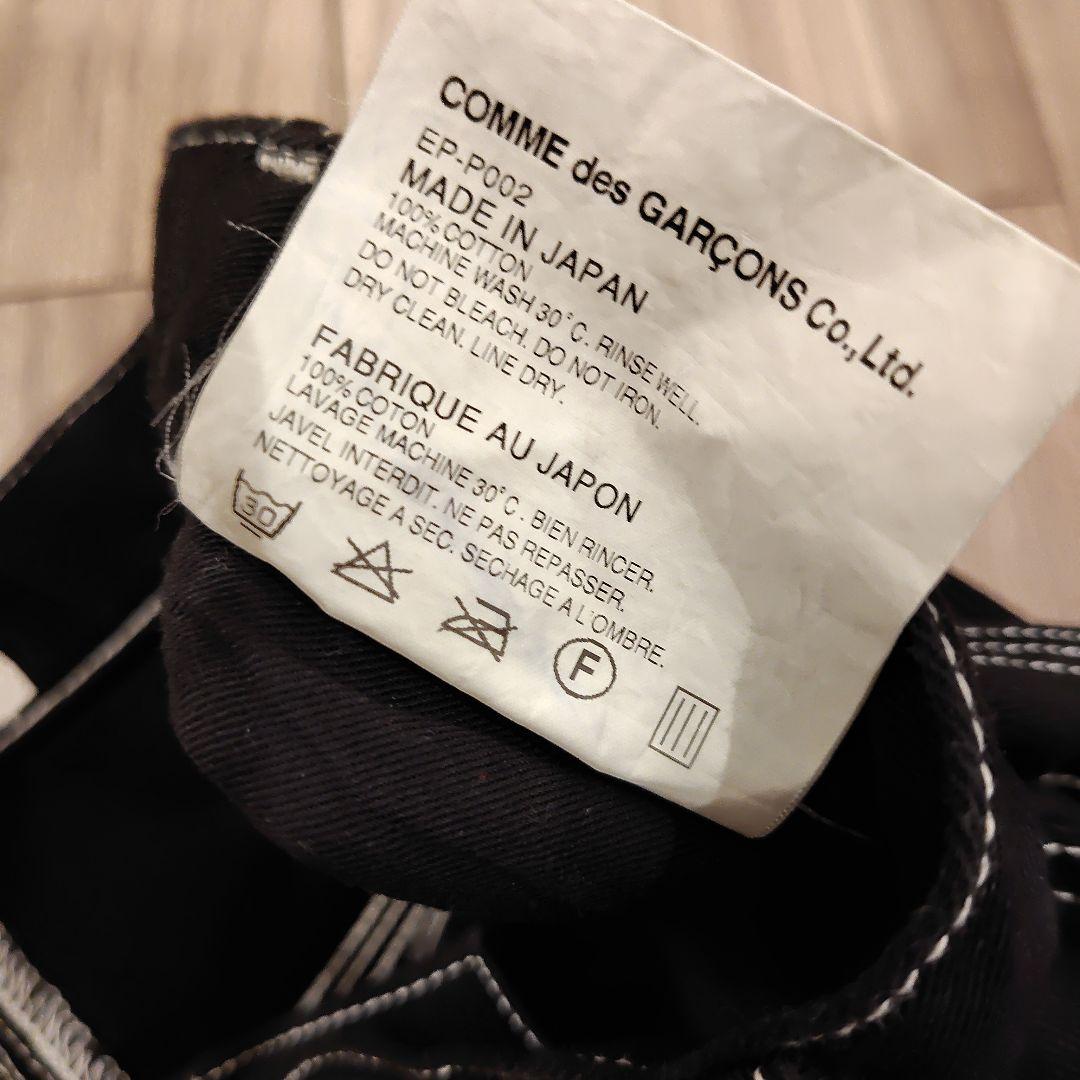 COMME des GARÇONS Co.,Ltd.
EP-P002
MADE IN JAPAN
100% COTTON
MACHINE WASH 30°C. RINSE WELL.
DO NOT BLEACH. DO NOT IRON.
DRY CLEAN. LINE DRY.
FABRIQUE AU JAPON
100% COTON
LAVAGE MACHINE 30°C. BIEN RINCER.
JAVEL INTERDIT. NE PAS REPASSER.
NETTOYAGE A SEC. SECHAGE A L'OMBRE.
30
F